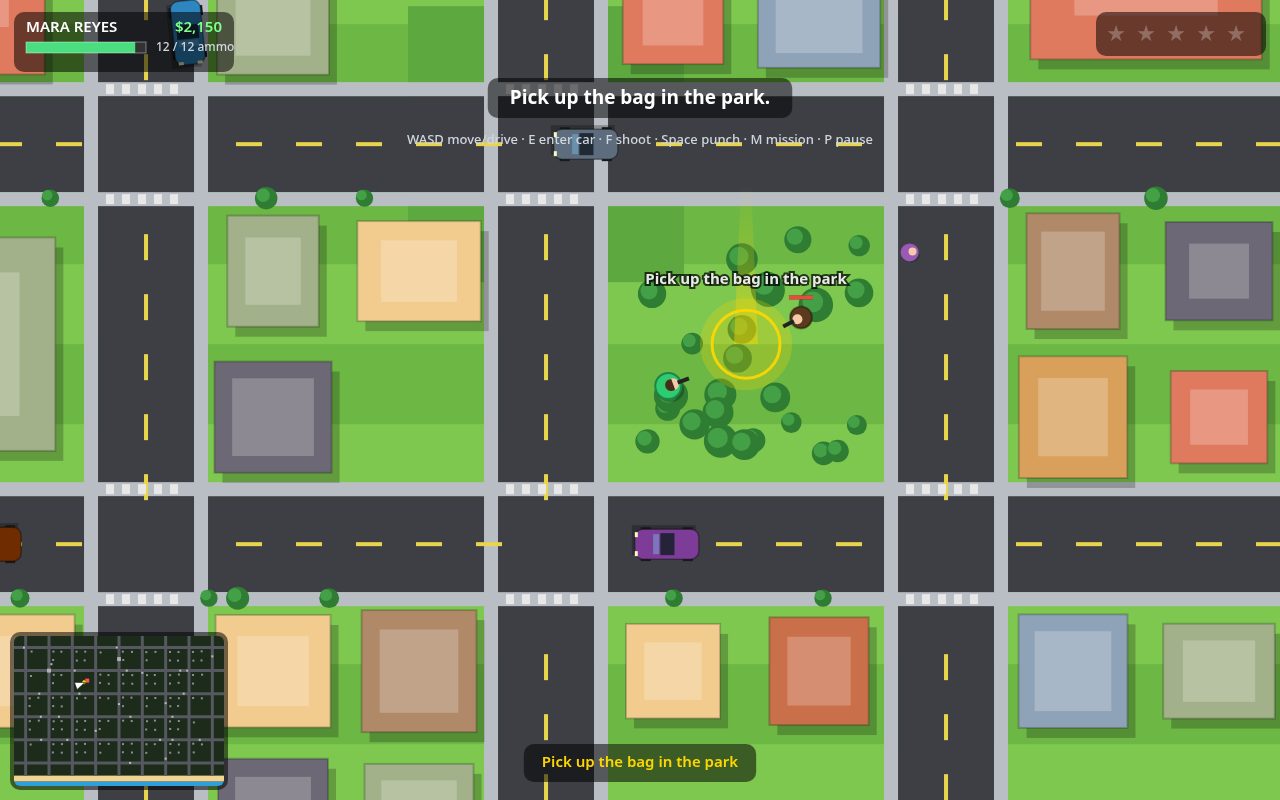 MARA REYES $2,150
12 / 12 ammo
Pick up the bag in the park.
WASD move/drive · E enter car · F shoot · Space punch · M mission · P pause
Pick up the bag in the park
Pick up the bag in the park